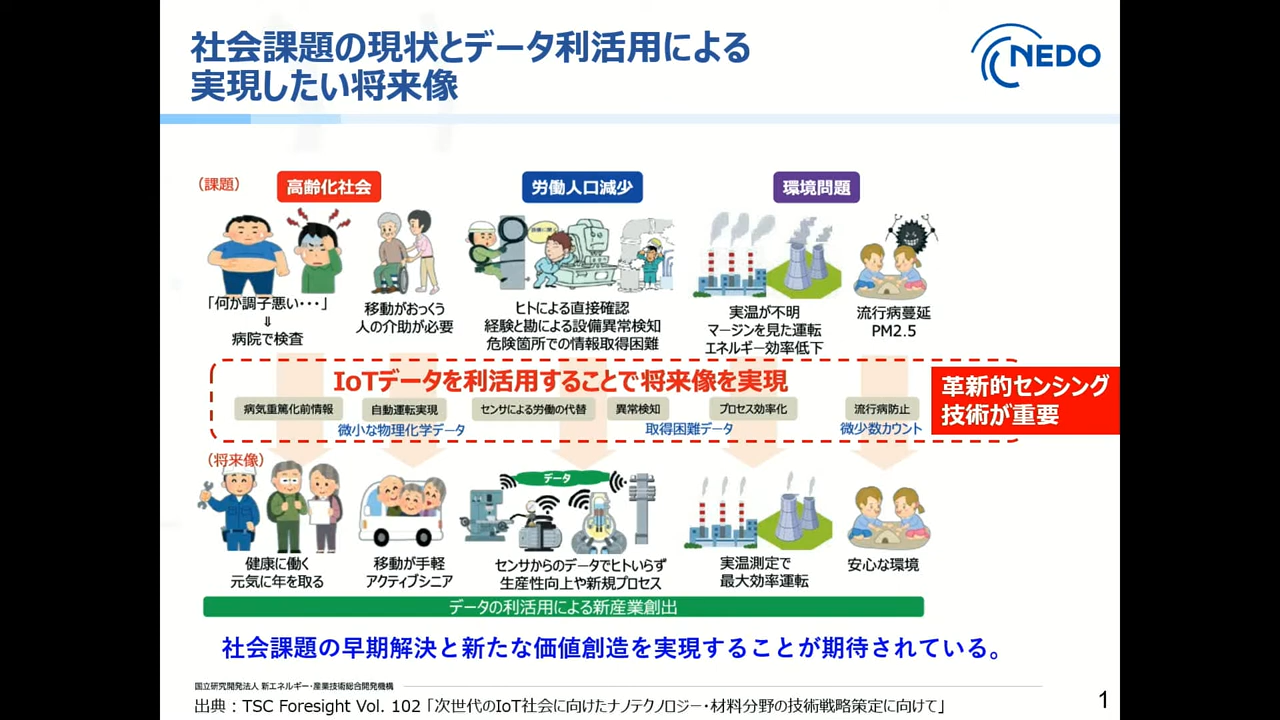 社会課題の現状とデータ利活用による
実現したい将来像
NEDO
（課題）
高齢化社会
労働人口減少
環境問題
「何か調子悪い・・・」
⇓
病院で検査
移動がおっくう
人の介助が必要
ヒトによる直接確認
経験と勘による設備異常検知
危険箇所での情報取得困難
実温が不明
マージンを見た運転
エネルギー効率低下
流行病蔓延
PM2.5
IoTデータを利活用することで将来像を実現
革新的センシング
技術が重要
病気重篤化前情報
自動運転実現
センサによる労働の代替
異常検知
プロセス効率化
流行病防止
微小な物理化学データ
取得困難データ
微少数カウント
（将来像）
データ
健康に働く
元気に年を取る
移動が手軽
アクティブシニア
センサからのデータでヒトいらず
生産性向上や新規プロセス
実温測定で
最大効率運転
安心な環境
データの利活用による新産業創出
社会課題の早期解決と新たな価値創造を実現することが期待されている。
国立研究開発法人 新エネルギー・産業技術総合開発機構
出典：TSC Foresight Vol. 102「次世代のIoT社会に向けたナノテクノロジー・材料分野の技術戦略策定に向けて」
1